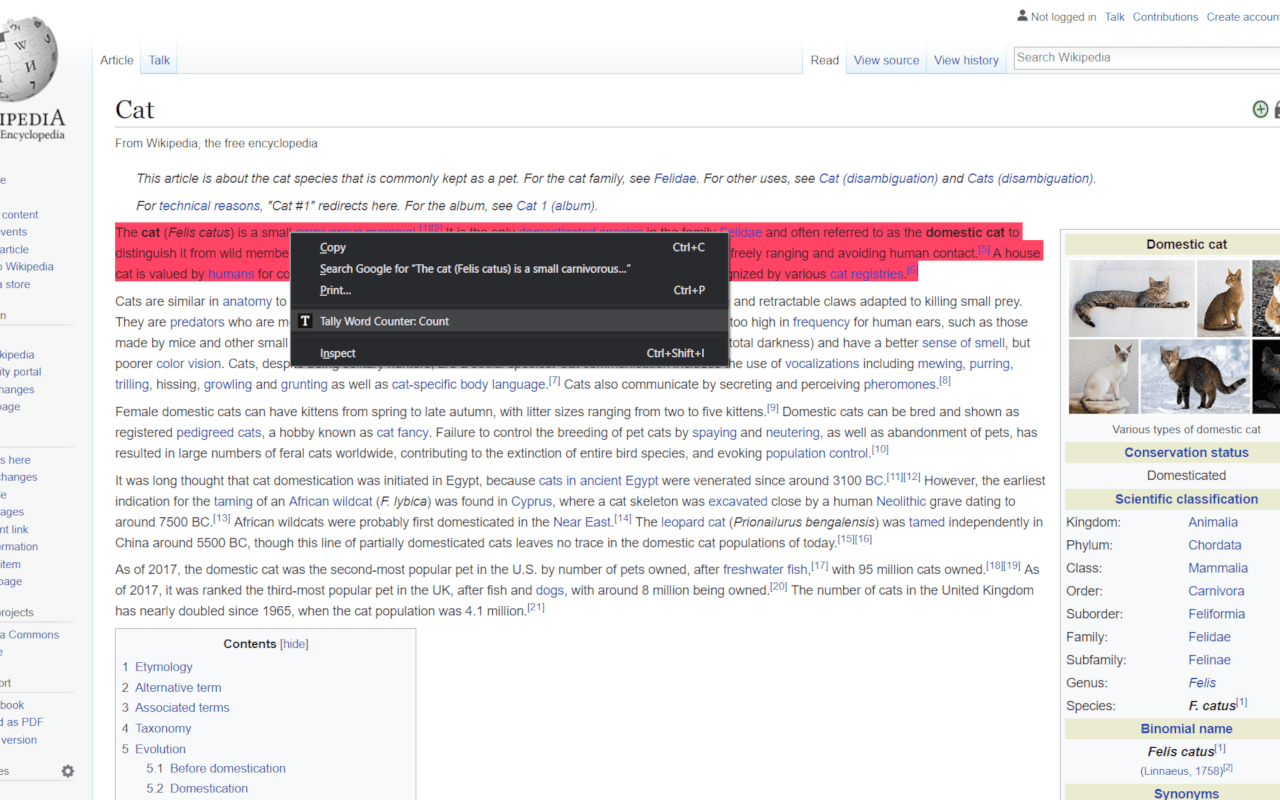 Not logged in Talk Contributions Create accoun
Article Talk
Read View source View history
Search Wikipedia
IPEDIA
Encyclopedia
Cat
From Wikipedia, the free encyclopedia
This article is about the cat species that is commonly kept as a pet. For the cat family, see Felidae. For other uses, see Cat (disambiguation) and Cats (disambiguation).
For technical reasons, "Cat #1" redirects here. For the album, see Cat 1 (album).
The cat (Felis catus) is a small carnivorous mammal.[1][2] It is the only domesticated species in the family Felidae and often referred to as the domestic cat to
distinguish it from wild membe freely ranging and avoiding human contact.[5] A house
cat is valued by humans for co gnized by various cat registries.[6]
Copy Ctrl+C
Search Google for "The cat (Felis catus) is a small carnivorous..."
Print... Ctrl+P
T Tally Word Counter: Count
Inspect Ctrl+Shift+I
Cats are similar in anatomy to and retractable claws adapted to killing small prey.
They are predators who are m too high in frequency for human ears, such as those
made by mice and other small total darkness) and have a better sense of smell, but
poorer color vision. Cats, desp the use of vocalizations including mewing, purring,
trilling, hissing, growling and grunting as well as cat-specific body language.[7] Cats also communicate by secreting and perceiving pheromones.[8]
Female domestic cats can have kittens from spring to late autumn, with litter sizes ranging from two to five kittens.[9] Domestic cats can be bred and shown as
registered pedigreed cats, a hobby known as cat fancy. Failure to control the breeding of pet cats by spaying and neutering, as well as abandonment of pets, has
resulted in large numbers of feral cats worldwide, contributing to the extinction of entire bird species, and evoking population control.[10]
It was long thought that cat domestication was initiated in Egypt, because cats in ancient Egypt were venerated since around 3100 BC.[11][12] However, the earliest
indication for the taming of an African wildcat (F. lybica) was found in Cyprus, where a cat skeleton was excavated close by a human Neolithic grave dating to
around 7500 BC.[13] African wildcats were probably first domesticated in the Near East.[14] The leopard cat (Prionailurus bengalensis) was tamed independently in
China around 5500 BC, though this line of partially domesticated cats leaves no trace in the domestic cat populations of today.[15][16]
As of 2017, the domestic cat was the second-most popular pet in the U.S. by number of pets owned, after freshwater fish,[17] with 95 million cats owned.[18][19] As
of 2017, it was ranked the third-most popular pet in the UK, after fish and dogs, with around 8 million being owned.[20] The number of cats in the United Kingdom
has nearly doubled since 1965, when the cat population was 4.1 million.[21]
Contents [hide]
1 Etymology
2 Alternative term
3 Associated terms
4 Taxonomy
5 Evolution
5.1 Before domestication
5.2 Domestication
Domestic cat
Various types of domestic cat
Conservation status
Domesticated
Scientific classification
Kingdom: Animalia
Phylum: Chordata
Class: Mammalia
Order: Carnivora
Suborder: Feliformia
Family: Felidae
Subfamily: Felinae
Genus: Felis
Species: F. catus[1]
Binomial name
Felis catus[1]
(Linnaeus, 1758)[2]
Synonyms
e
content
vents
article
o Wikipedia
a store
n
kipedia
ity portal
hanges
page
s here
hanges
le
ages
nt link
ormation
item
page
rojects
a Commons
e
ort
book
d as PDF
version
es